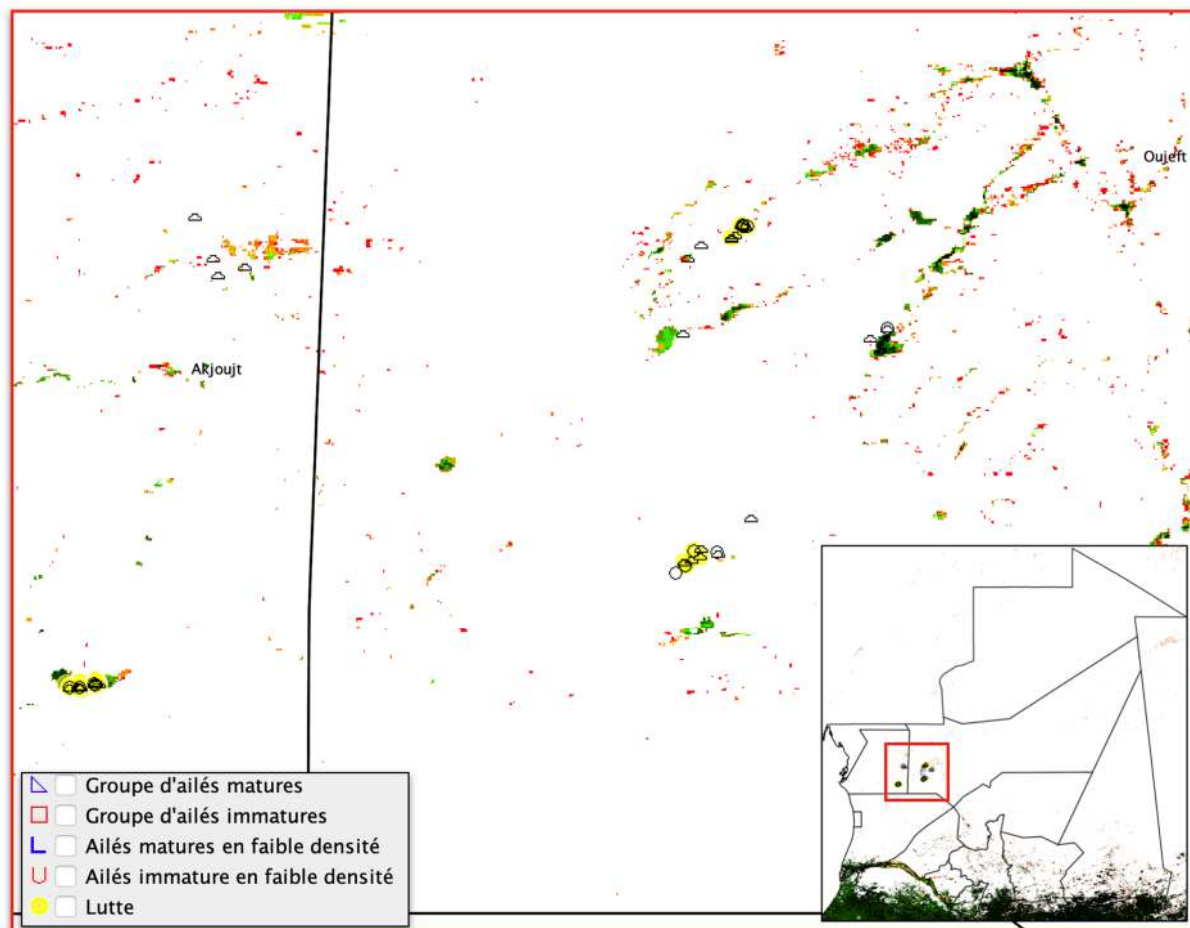 Oujeft
Akjoujt
Groupe d'ailés matures
Groupe d'ailés immatures
Ailés matures en faible densité
Ailés immature en faible densité
Lutte